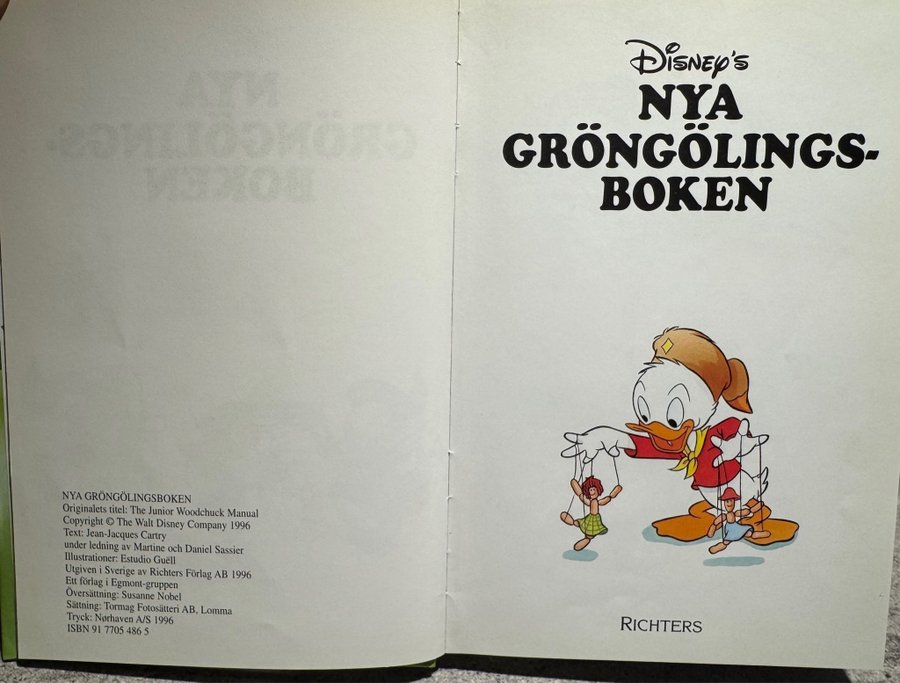 NYA GRÖNGÖLINGSBOKEN
Originalets titel: The Junior Woodchuck Manual
Copyright © The Walt Disney Company 1996
Text: Jean-Jacques Cartry
under ledning av Martine och Daniel Sassier
Illustrationer: Estudio Guëll
Utgiven i Sverige av Richters Förlag AB 1996
Ett förlag i Egmont-gruppen
Översättning: Susanne Nobel
Sättning: Tormag Fotosätteri AB, Lomma
Tryck: Nørhaven A/S 1996
ISBN 91 7705 486 5
DISNEY'S
NYA
GRÖNGÖLINGS-
BOKEN
RICHTERS